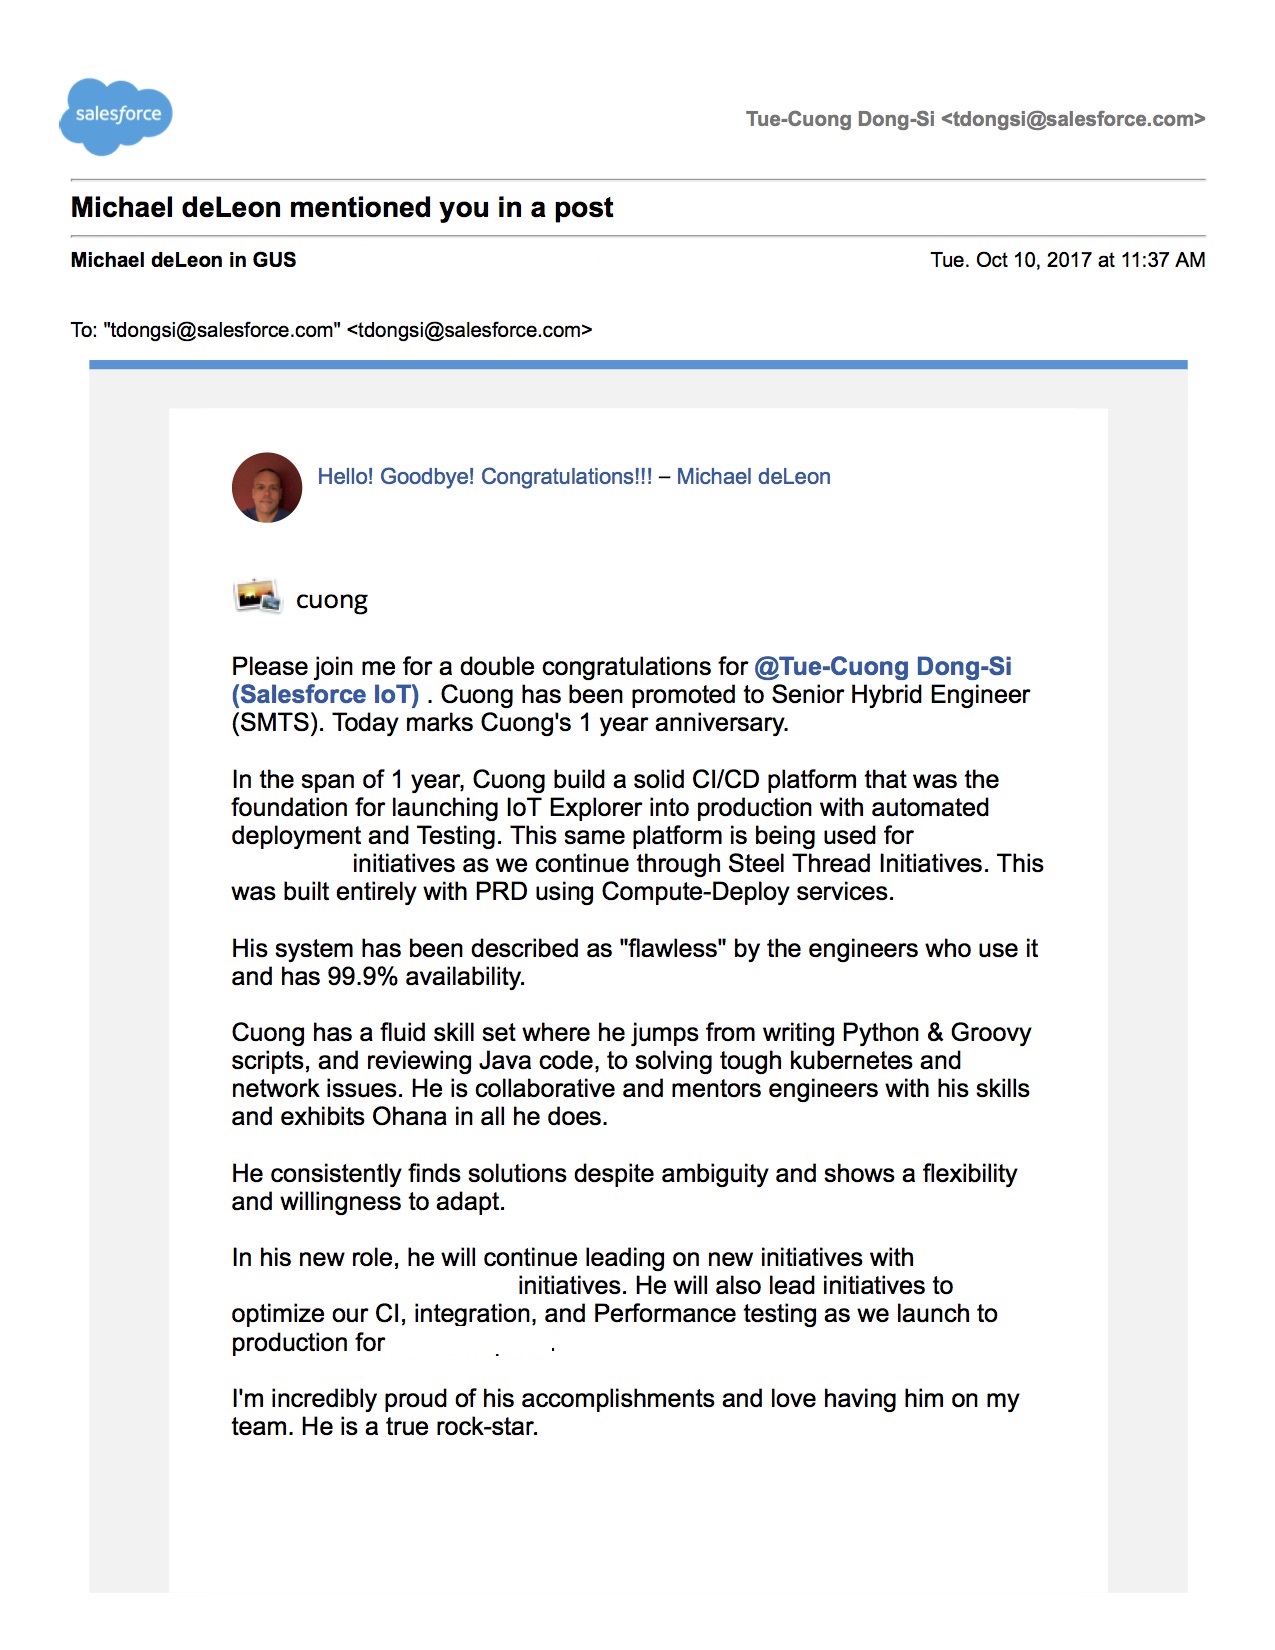 salesforce
Tue-Cuong Dong-Si <tdongsi@salesforce.com>
Michael deLeon mentioned you in a post
Michael deLeon in GUS
Tue. Oct 10, 2017 at 11:37 AM
To: "tdongsi@salesforce.com" <tdongsi@salesforce.com>
Hello! Goodbye! Congratulations!!! – Michael deLeon
cuong
Please join me for a double congratulations for @Tue-Cuong Dong-Si
(Salesforce IoT) . Cuong has been promoted to Senior Hybrid Engineer
(SMTS). Today marks Cuong's 1 year anniversary.
In the span of 1 year, Cuong build a solid CI/CD platform that was the
foundation for launching IoT Explorer into production with automated
deployment and Testing. This same platform is being used for
initiatives as we continue through Steel Thread Initiatives. This
was built entirely with PRD using Compute-Deploy services.
His system has been described as "flawless" by the engineers who use it
and has 99.9% availability.
Cuong has a fluid skill set where he jumps from writing Python & Groovy
scripts, and reviewing Java code, to solving tough kubernetes and
network issues. He is collaborative and mentors engineers with his skills
and exhibits Ohana in all he does.
He consistently finds solutions despite ambiguity and shows a flexibility
and willingness to adapt.
In his new role, he will continue leading on new initiatives with
initiatives. He will also lead initiatives to
optimize our CI, integration, and Performance testing as we launch to
production for .
I'm incredibly proud of his accomplishments and love having him on my
team. He is a true rock-star.